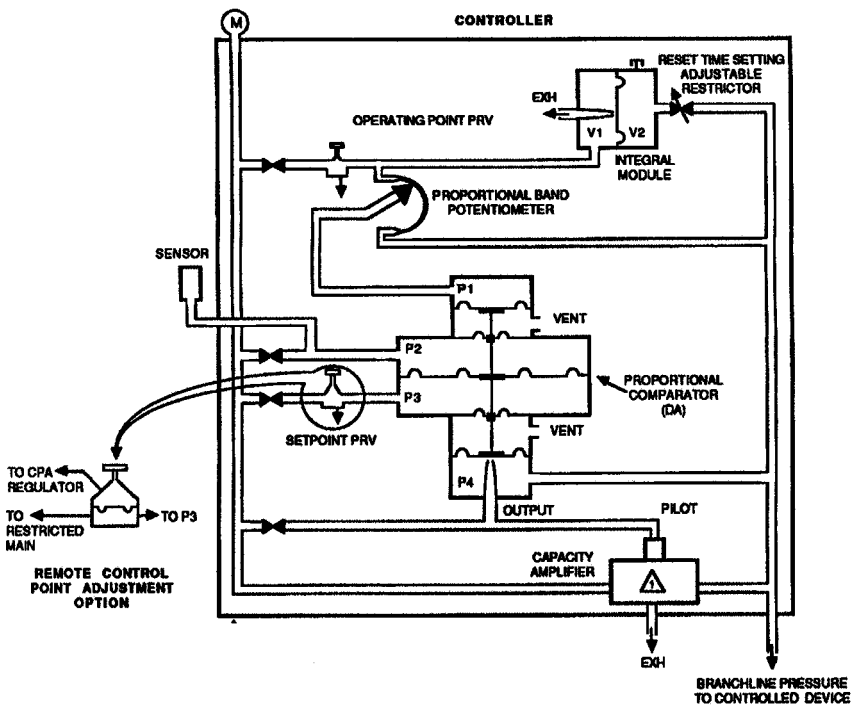 M
CONTROLLER
"T"
RESET TIME SETTING
ADJUSTABLE
RESTRICTOR
EXH
V1
V2
OPERATING POINT PRV
INTEGRAL
MODULE
PROPORTIONAL BAND
POTENTIOMETER
SENSOR
P1
VENT
P2
P3
PROPORTIONAL
COMPARATOR
(DA)
SETPOINT PRV
VENT
TO CPA
REGULATOR
P4
TO
RESTRICTED
MAIN
TO P3
OUTPUT
PILOT
REMOTE CONTROL
POINT ADJUSTMENT
OPTION
CAPACITY
AMPLIFIER
1
EXH
BRANCHLINE PRESSURE
TO CONTROLLED DEVICE